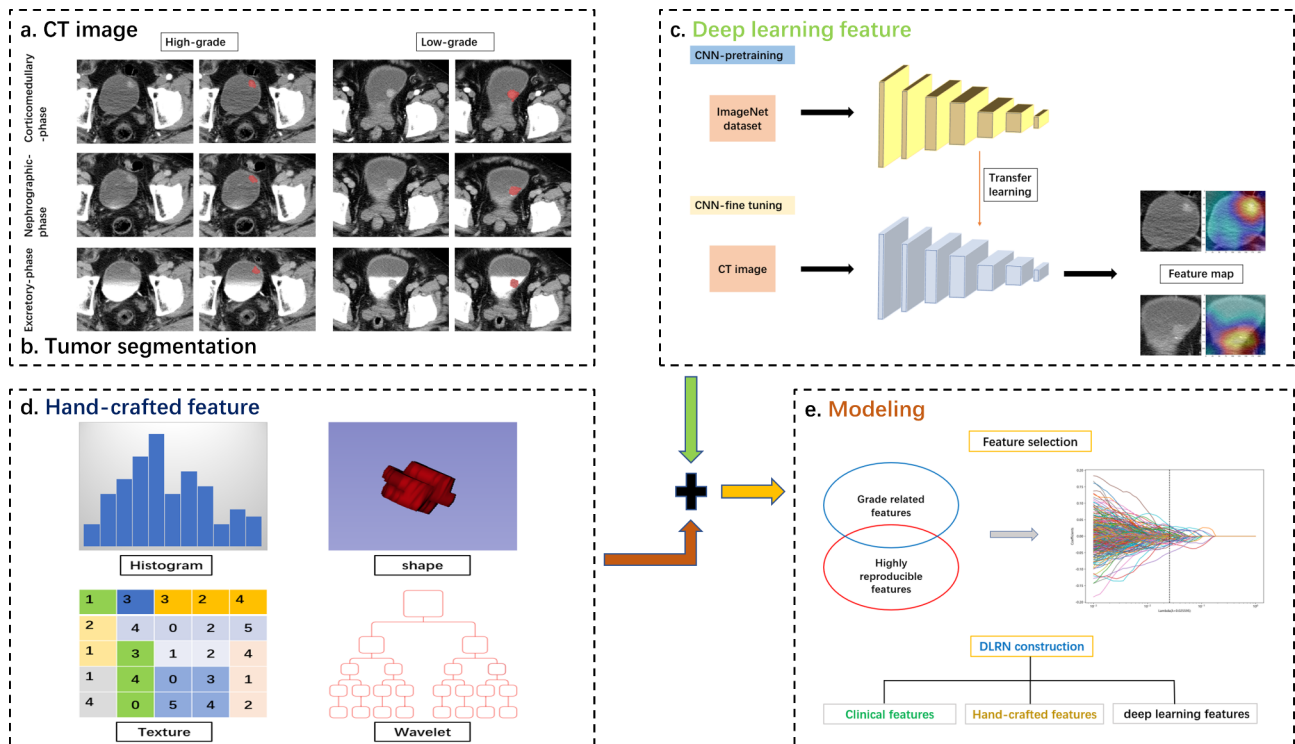 a. CT image
High-grade
Low-grade
Corticomedullary
-phase
Nephrographic-
phase
Excretory-phase
b. Tumor segmentation
c. Deep learning feature
CNN-pretraining
ImageNet
dataset
Transfer
learning
CNN-fine tuning
CT image
Feature map
d. Hand-crafted feature
Histogram
shape
1 3 3 2 4
2 4 0 2 5
1 3 1 2 4
1 4 0 3 1
4 0 5 4 2
Texture
Wavelet
e. Modeling
Feature selection
Grade related
features
Highly
reproducible
features
Coefficients
DLRN construction
Clinical features
Hand-crafted features
deep learning features